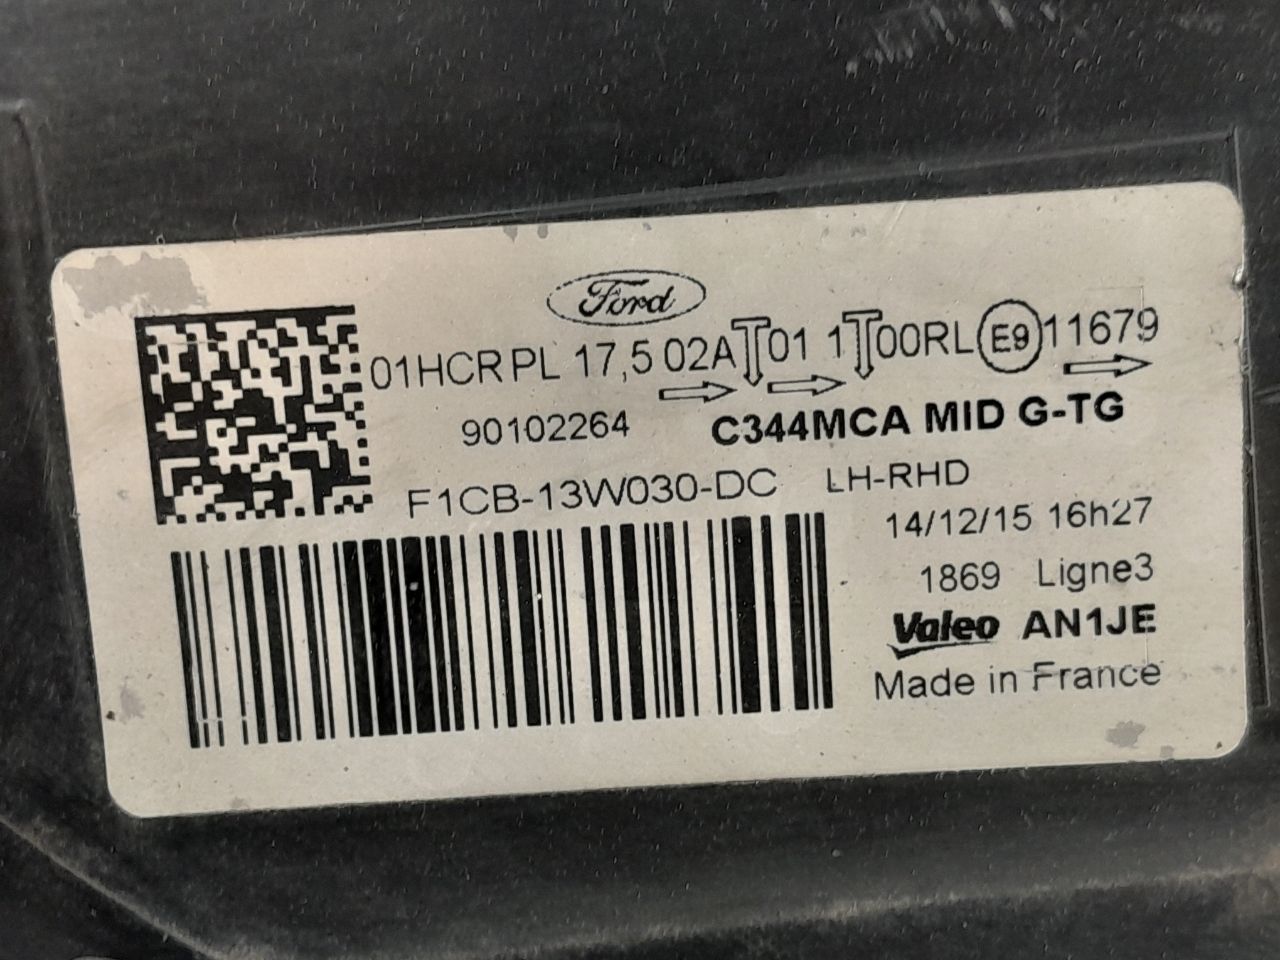 Ford
01HCR PL 17,5 02A T 01 1 T 00RL E9 11679
90102264 C344MCA MID G-TG
F1CB-13W030-DC LH-RHD
14/12/15 16h27
1869 Ligne3
Valeo AN1JE
Made in France